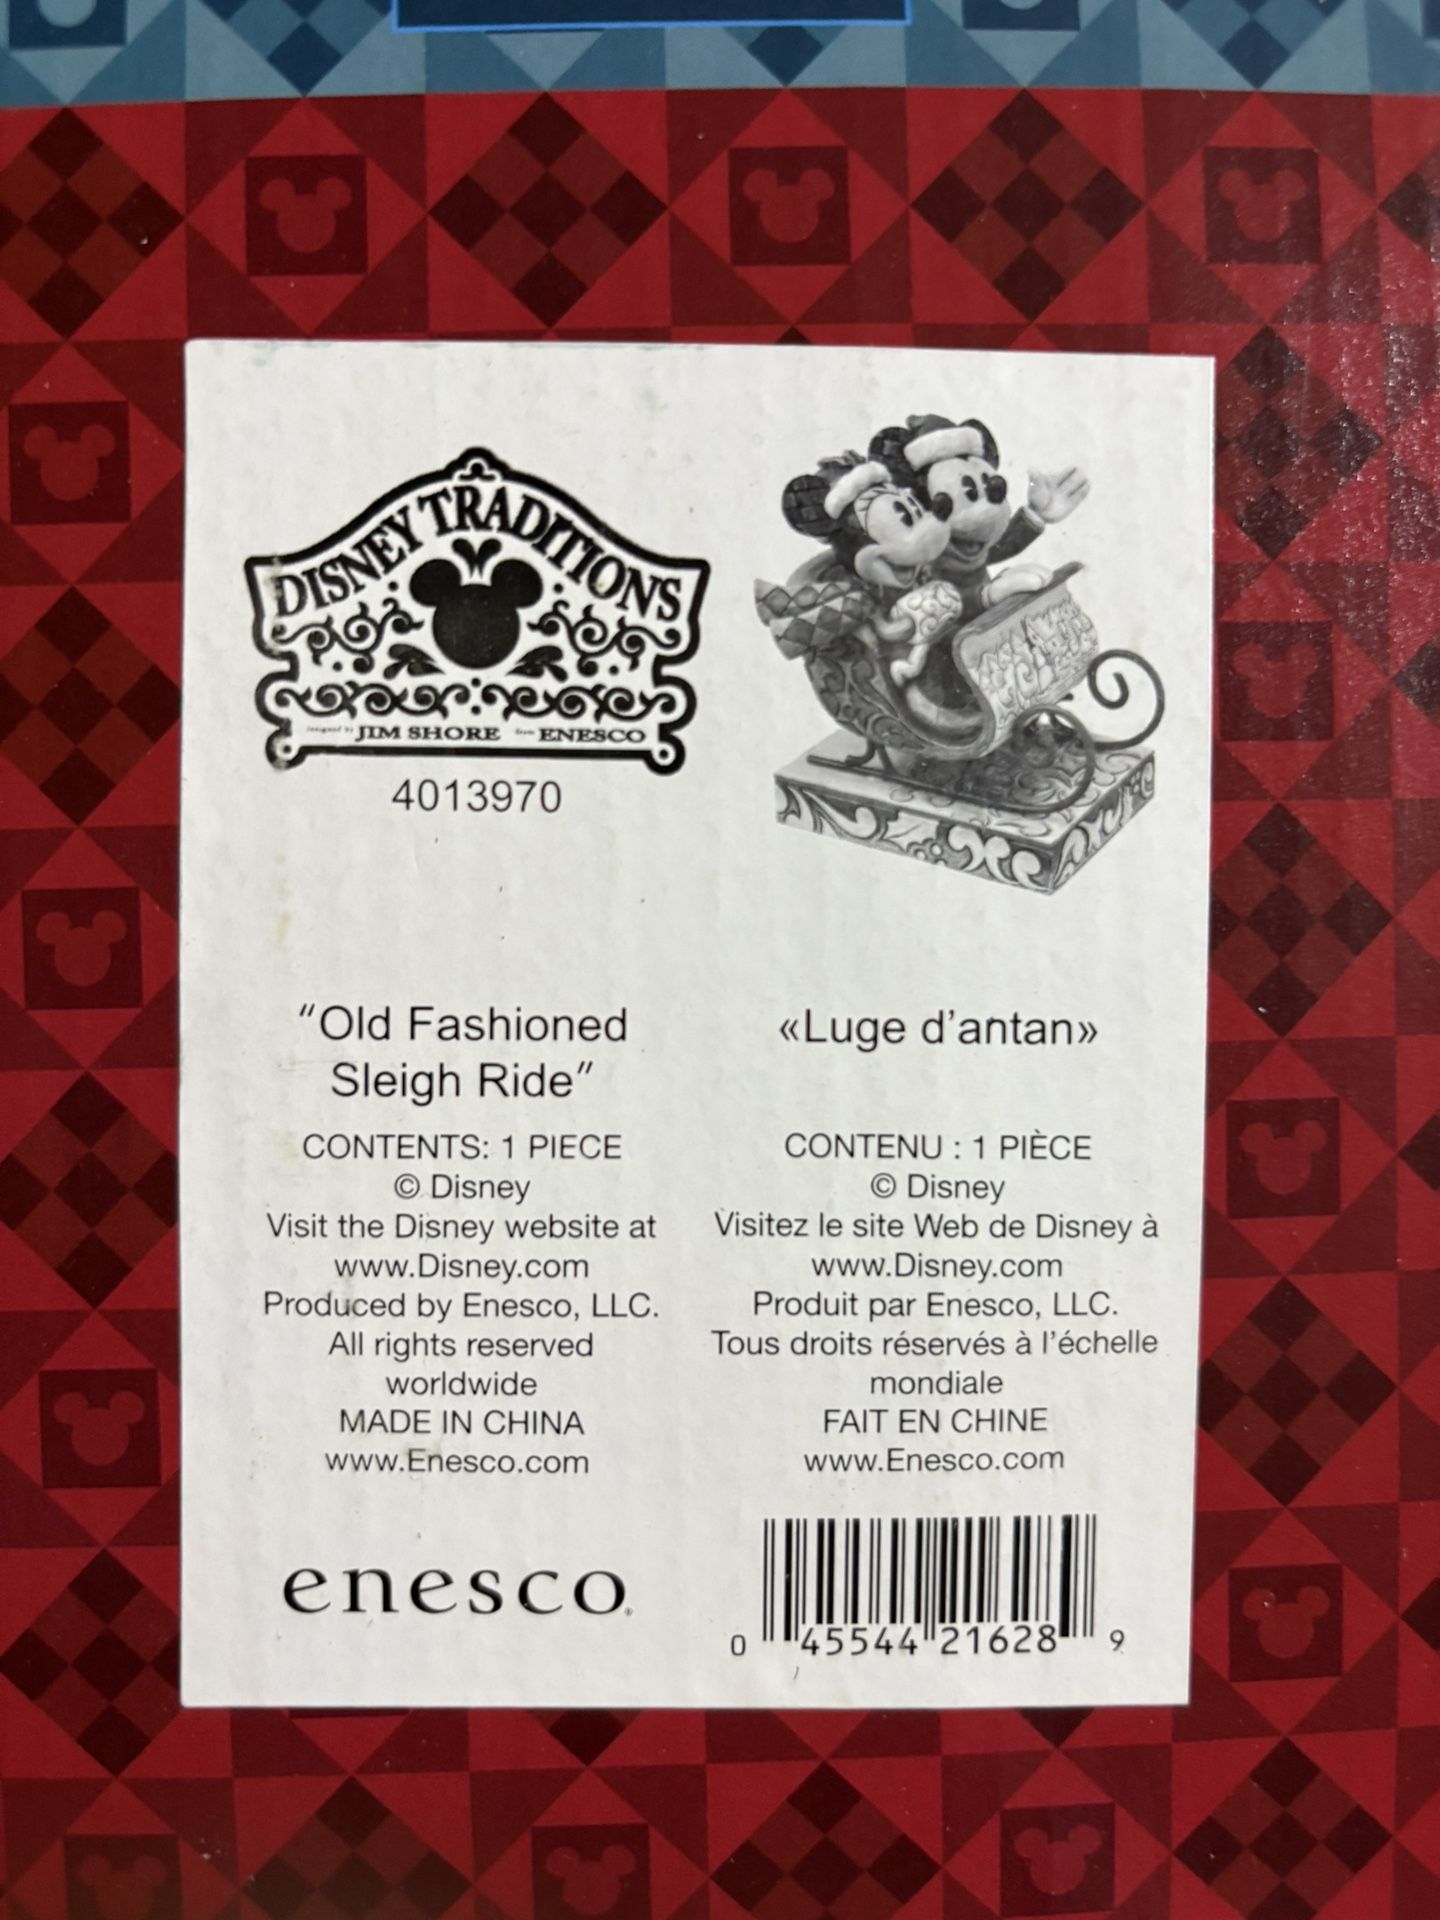 DISNEY TRADITIONS
designed by JIM SHORE from ENESCO
4013970
“Old Fashioned
Sleigh Ride”
CONTENTS: 1 PIECE
© Disney
Visit the Disney website at
www.Disney.com
Produced by Enesco, LLC.
All rights reserved
worldwide
MADE IN CHINA
www.Enesco.com
enesco®
«Luge d’antan»
CONTENU : 1 PIÈCE
© Disney
Visitez le site Web de Disney à
www.Disney.com
Produit par Enesco, LLC.
Tous droits réservés à l’échelle
mondiale
FAIT EN CHINE
www.Enesco.com
0 45544 21628 9